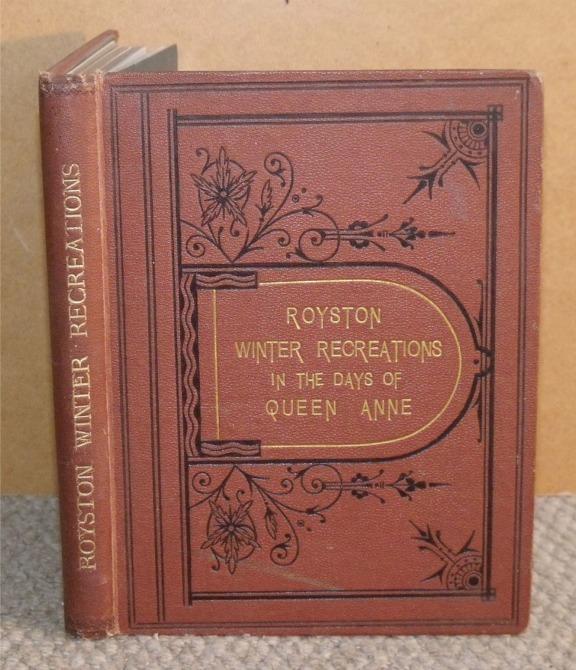 ROYSTON WINTER RECREATIONS
ROYSTON
WINTER RECREATIONS
IN THE DAYS OF
QUEEN ANNE